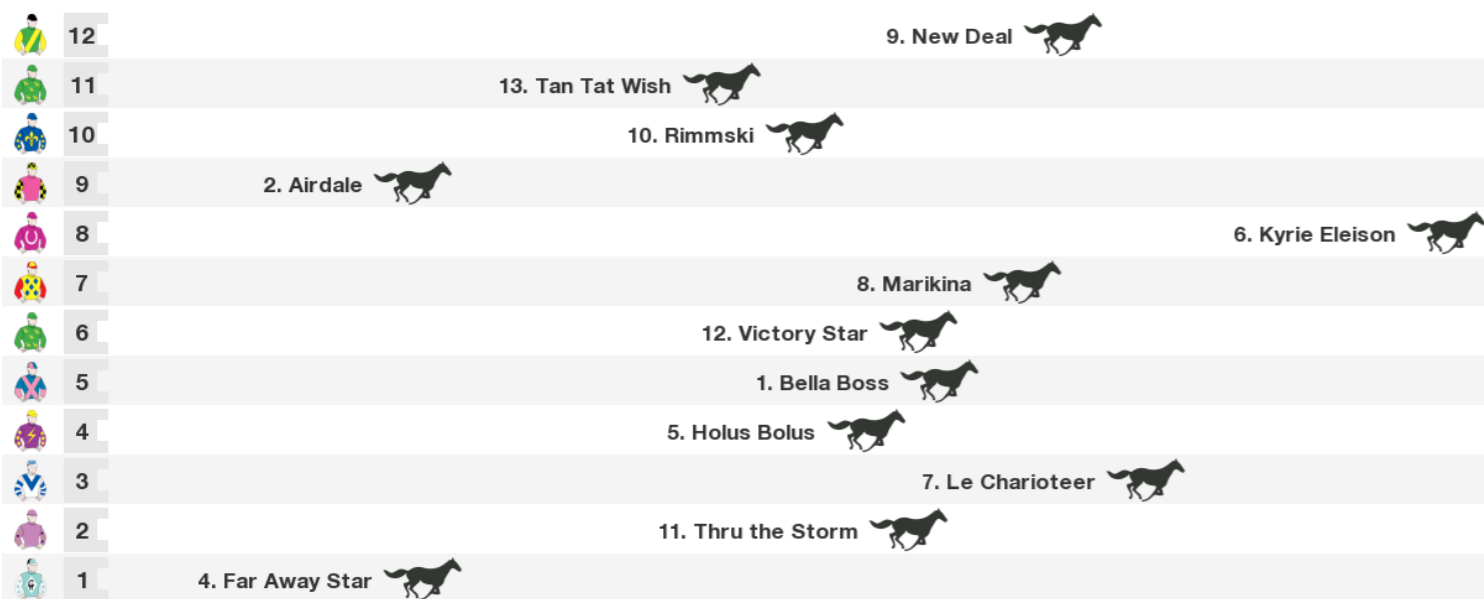 12 9. New Deal
11 13. Tan Tat Wish
10 10. Rimmski
9 2. Airdale
8 6. Kyrie Eleison
7 8. Marikina
6 12. Victory Star
5 1. Bella Boss
4 5. Holus Bolus
3 7. Le Charioteer
2 11. Thru the Storm
1 4. Far Away Star